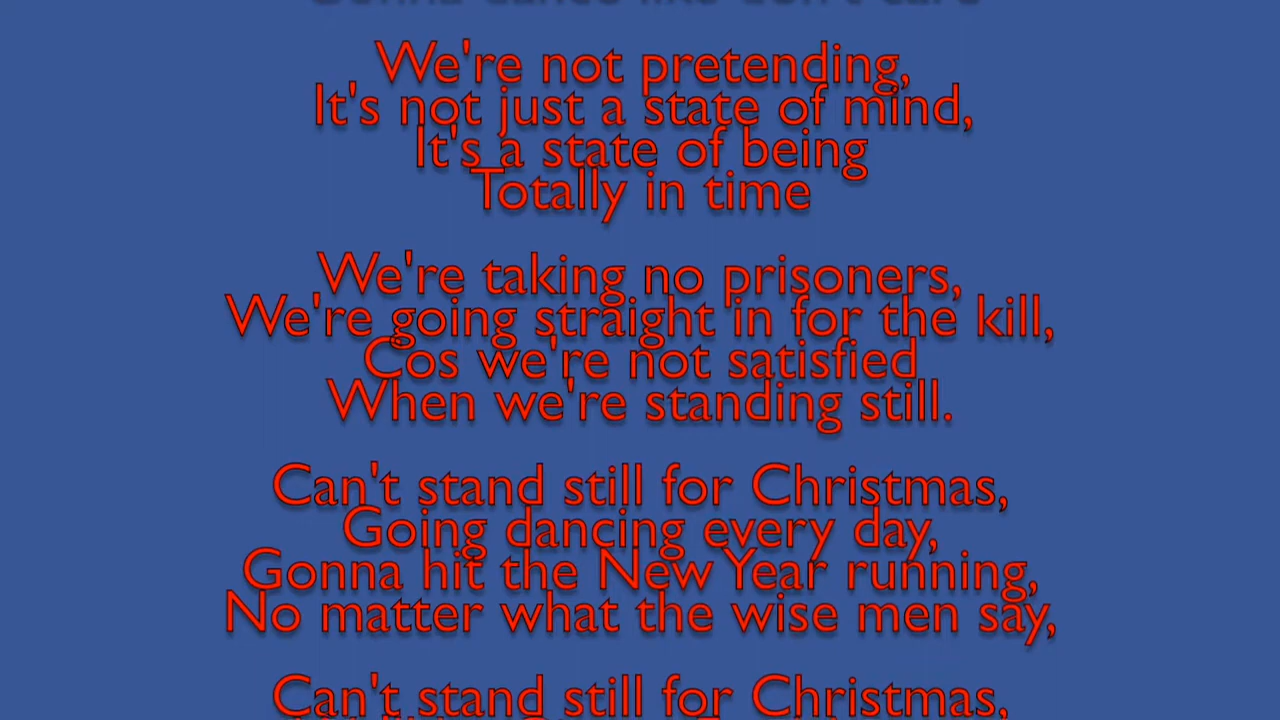 We're not pretending,
It's not just a state of mind,
It's a state of being
Totally in time
We're taking no prisoners,
We're going straight in for the kill,
Cos we're not satisfied
When we're standing still.
Can't stand still for Christmas,
Going dancing every day,
Gonna hit the New Year running,
No matter what the wise men say,
Can't stand still for Christmas,